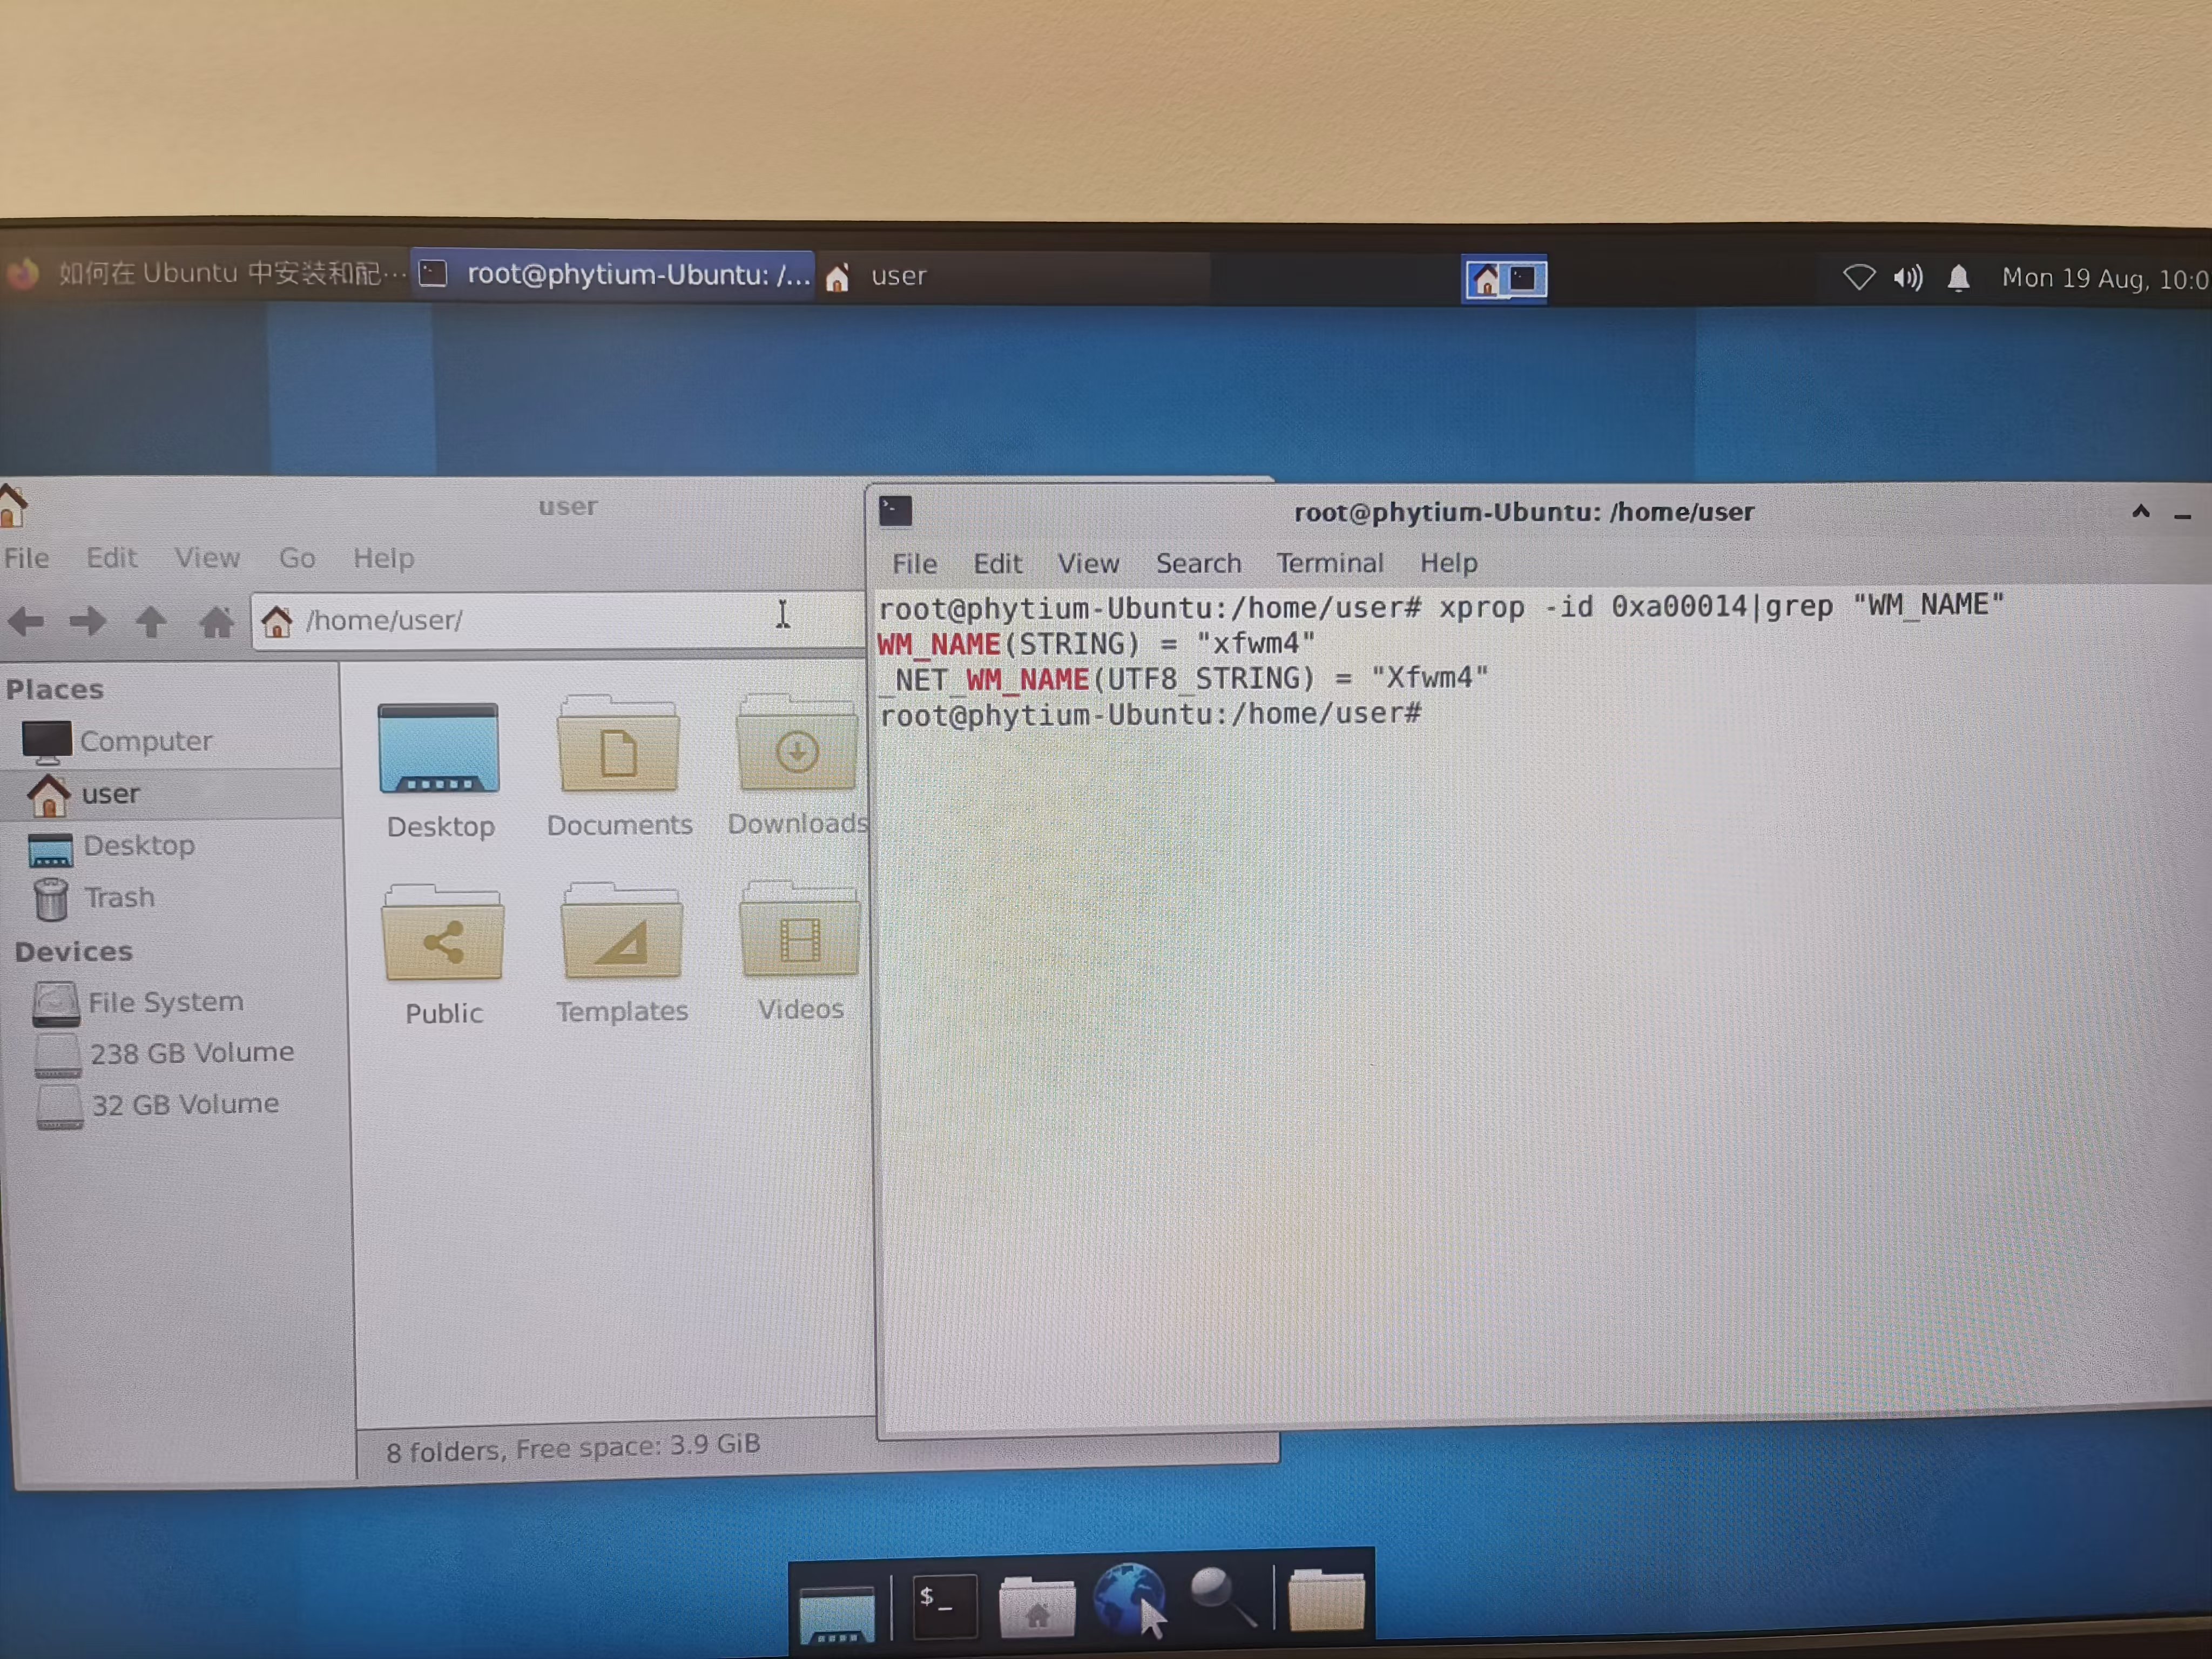 如何在 Ubuntu 中安装和配…
root@phytium-Ubuntu: /...
user
Mon 19 Aug, 10:0
user
File Edit View Go Help
/home/user/
Places
Computer
user
Desktop
Trash
Devices
File System
238 GB Volume
32 GB Volume
Desktop
Documents
Downloads
Public
Templates
Videos
8 folders, Free space: 3.9 GiB
root@phytium-Ubuntu: /home/user
File Edit View Search Terminal Help
root@phytium-Ubuntu:/home/user# xprop -id 0xa00014|grep "WM_NAME"
WM_NAME(STRING) = "xfwm4"
_NET_WM_NAME(UTF8_STRING) = "Xfwm4"
root@phytium-Ubuntu:/home/user#
$_